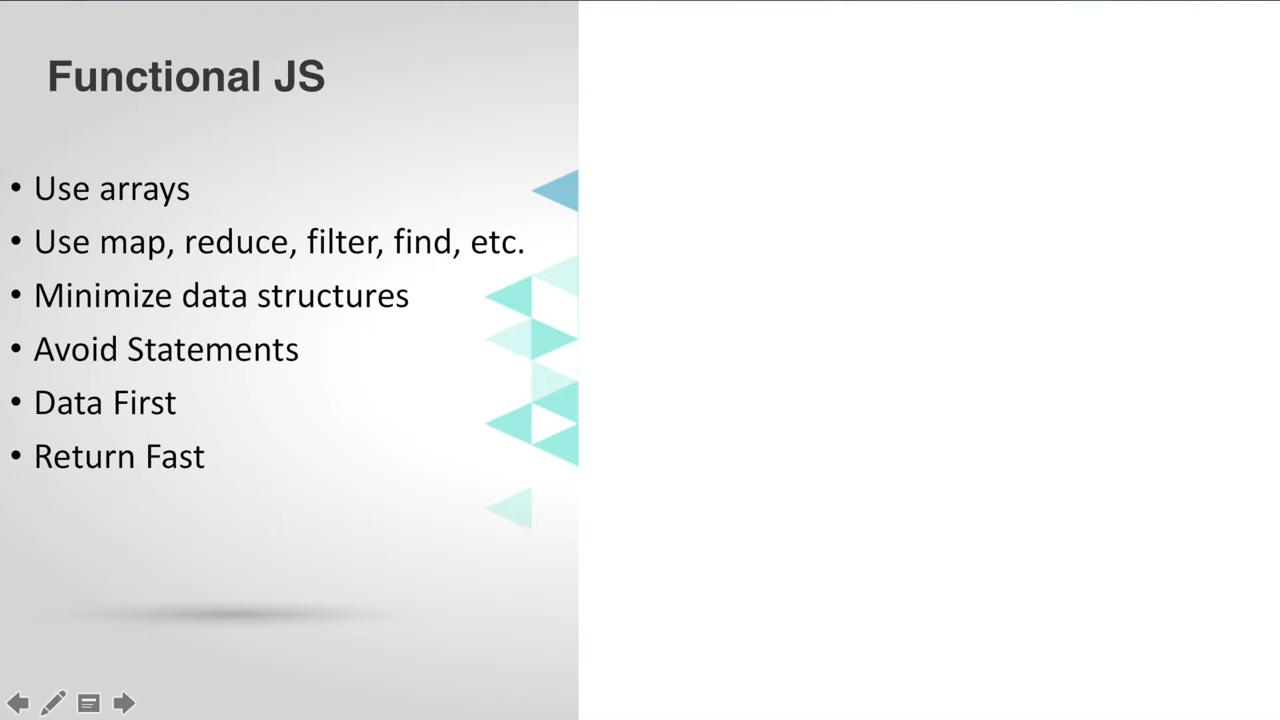 Functional JS
• Use arrays
• Use map, reduce, filter, find, etc.
• Minimize data structures
• Avoid Statements
• Data First
• Return Fast